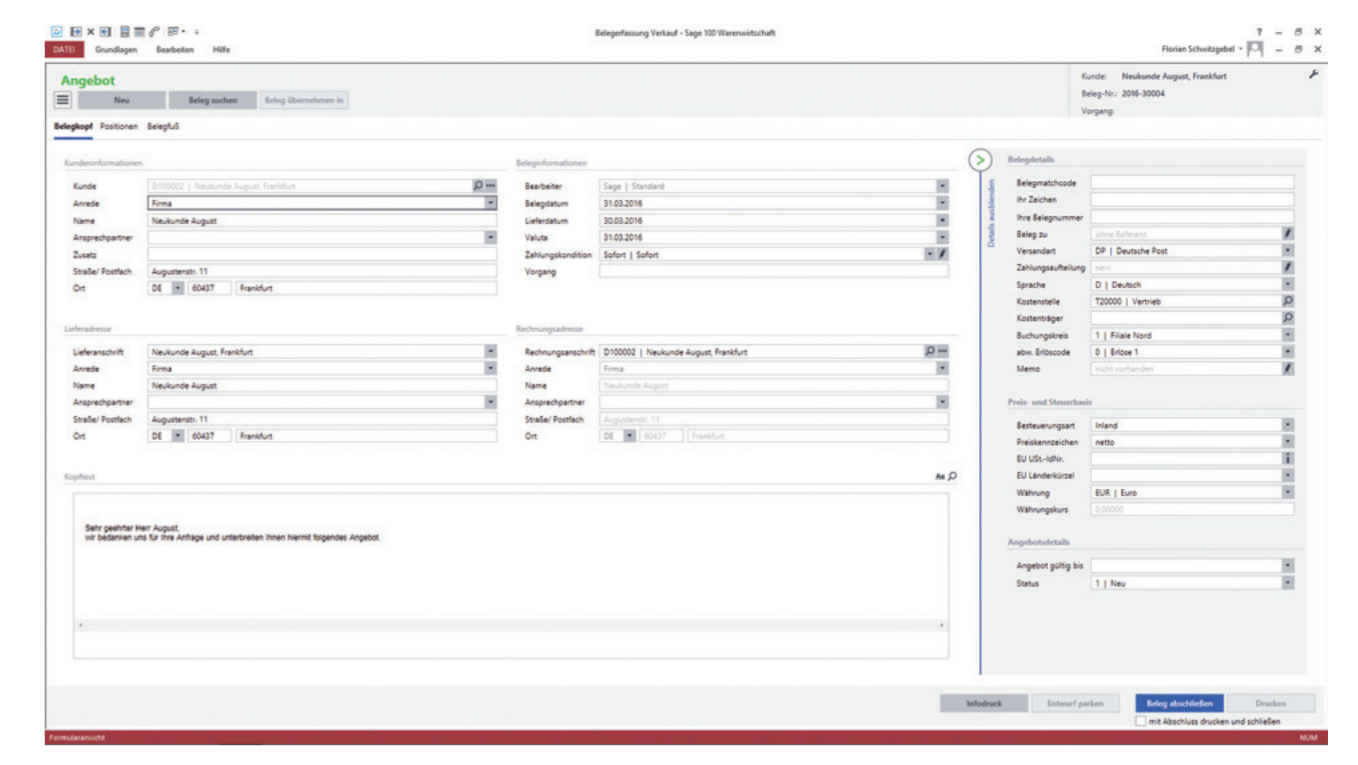 Belegerfassung Verkauf - Sage 100 Warenwirtschaft
?
DATEI Grundlagen Bearbeiten Hilfe
Florian Schwitzgebel
Angebot
Neu Beleg suchen Beleg übernehmen in
Kunde: Neukunde August, Frankfurt
Beleg-Nr.: 2016-30004
Vorgang:
Belegkopf Positionen Belegfuß
Kundeninformationen
Kunde D100002 | Neukunde August, Frankfurt
Anrede Firma
Name Neukunde August
Ansprechpartner
Zusatz
Straße/ Postfach Augustenstr. 11
Ort DE 60437 Frankfurt
Beleginformationen
Bearbeiter Sage | Standard
Belegdatum 31.03.2016
Lieferdatum 30.03.2016
Valuta 31.03.2016
Zahlungskondition Sofort | Sofort
Vorgang
Lieferadresse
Lieferanschrift Neukunde August, Frankfurt
Anrede Firma
Name Neukunde August
Ansprechpartner
Straße/ Postfach Augustenstr. 11
Ort DE 60437 Frankfurt
Rechnungsadresse
Rechnungsanschrift D100002 | Neukunde August, Frankfurt
Anrede Firma
Name Neukunde August
Ansprechpartner
Straße/ Postfach Augustenstr. 11
Ort DE 60437 Frankfurt
Kopftext
Aa
Sehr geehrter Herr August,
wir bedanken uns für Ihre Anfrage und unterbreiten Ihnen hiermit folgendes Angebot.
Details ausblenden
Belegdetails
Belegmatchcode
Ihr Zeichen
Ihre Belegnummer
Beleg zu ohne Referenz
Versandart DP | Deutsche Post
Zahlungsaufteilung nein
Sprache D | Deutsch
Kostenstelle T20000 | Vertrieb
Kostenträger
Buchungskreis 1 | Filiale Nord
abw. Erlöscode 0 | Erlöse 1
Memo nicht vorhanden
Preis- und Steuerbasis
Besteuerungsart Inland
Preiskennzeichen netto
EU USt.-IdNr.
EU Länderkürzel
Währung EUR | Euro
Währungskurs 0,00000
Angebotsdetails
Angebot gültig bis
Status 1 | Neu
Infodruck Entwurf parken Beleg abschließen Drucken
mit Abschluss drucken und schließen
Formularansicht NUM